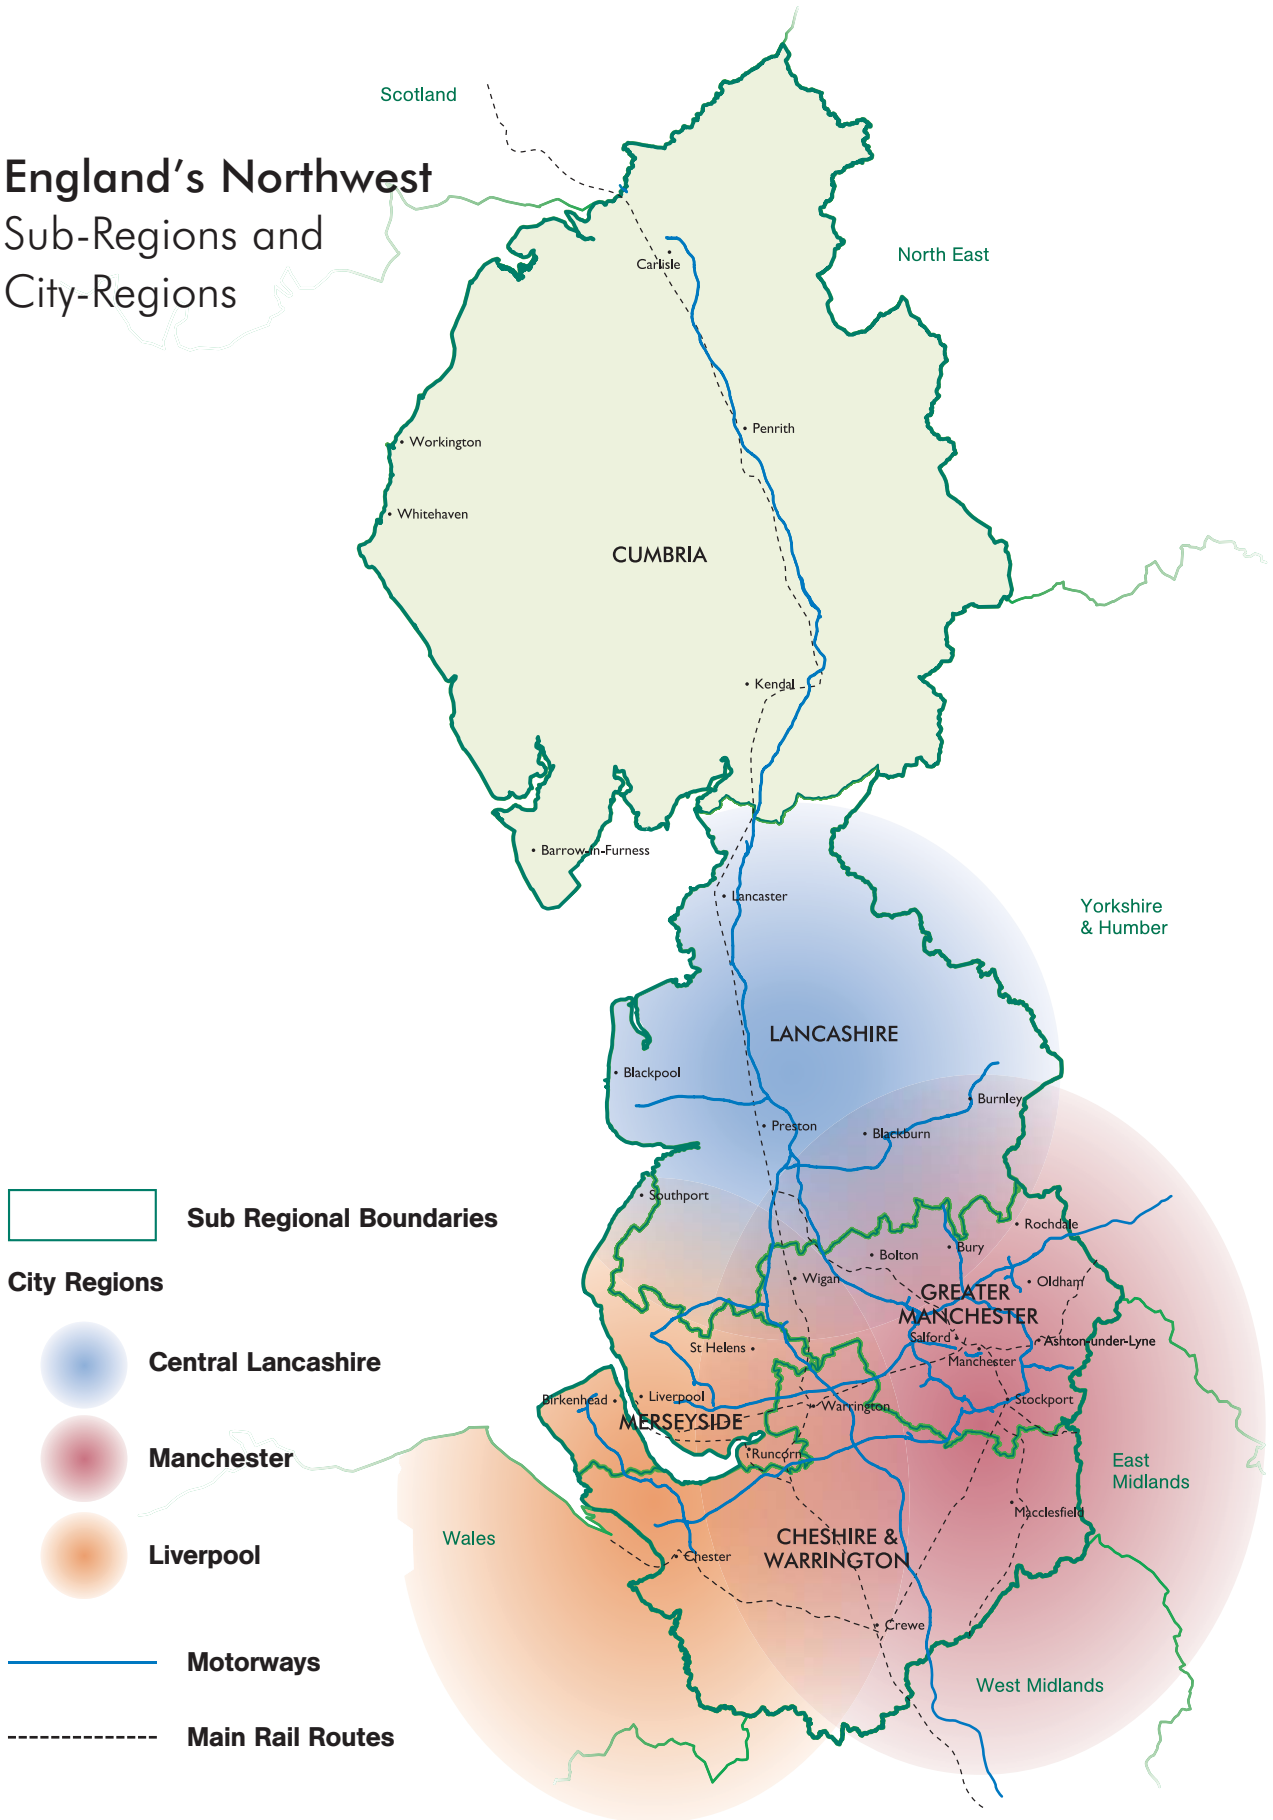 Scotland
England's Northwest
Sub-Regions and
City-Regions
North East
Carlisle
Penrith
Workington
Whitehaven
CUMBRIA
Kendal
Barrow-in-Furness
Lancaster
Yorkshire
& Humber
LANCASHIRE
Blackpool
Burnley
Preston
Blackburn
Southport
Sub Regional Boundaries
Rochdale
Bury
Bolton
City Regions
Wigan
Oldham
GREATER
MANCHESTER
Salford
Ashton-under-Lyne
St Helens
Manchester
Central Lancashire
Birkenhead
Liverpool
Stockport
Warrington
MERSEYSIDE
Runcorn
Manchester
East
Midlands
Macclesfield
Wales
CHESHIRE &
WARRINGTON
Chester
Liverpool
Crewe
Motorways
West Midlands
Main Rail Routes